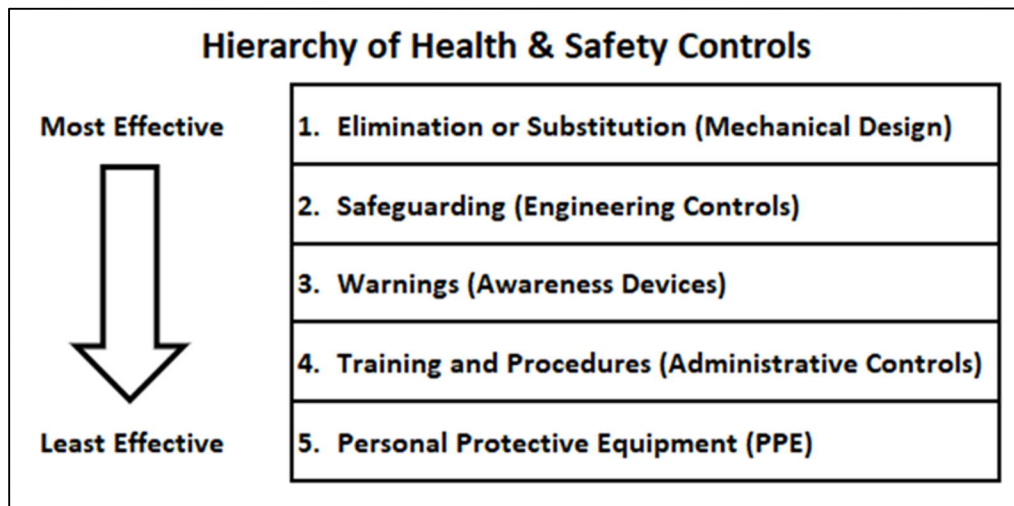 Hierarchy of Health & Safety Controls
Most Effective
1. Elimination or Substitution (Mechanical Design)
2. Safeguarding (Engineering Controls)
3. Warnings (Awareness Devices)
4. Training and Procedures (Administrative Controls)
Least Effective
5. Personal Protective Equipment (PPE)